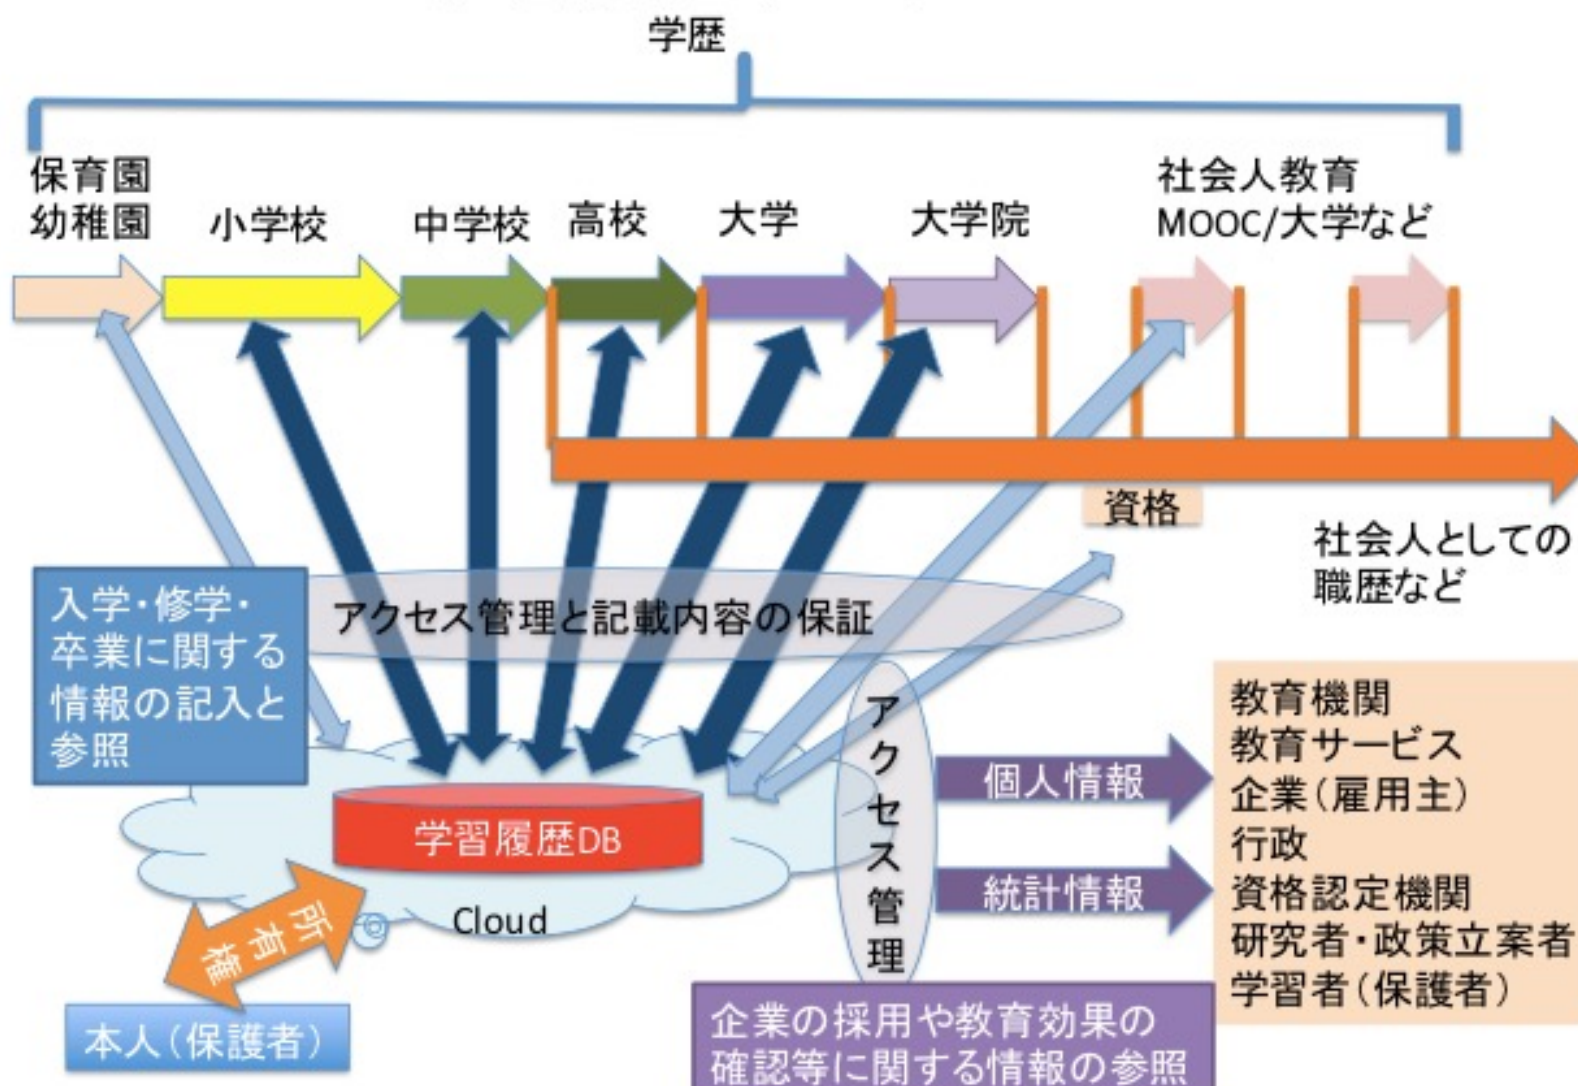 学歴
保育園
幼稚園
小学校
中学校
高校
大学
大学院
社会人教育
MOOC/大学など
資格
社会人としての
職歴など
入学・修学・
卒業に関する
情報の記入と
参照
アクセス管理と記載内容の保証
アクセス管理
学習履歴DB
Cloud
所有権
本人(保護者)
個人情報
統計情報
教育機関
教育サービス
企業(雇用主)
行政
資格認定機関
研究者・政策立案者
学習者(保護者)
企業の採用や教育効果の
確認等に関する情報の参照